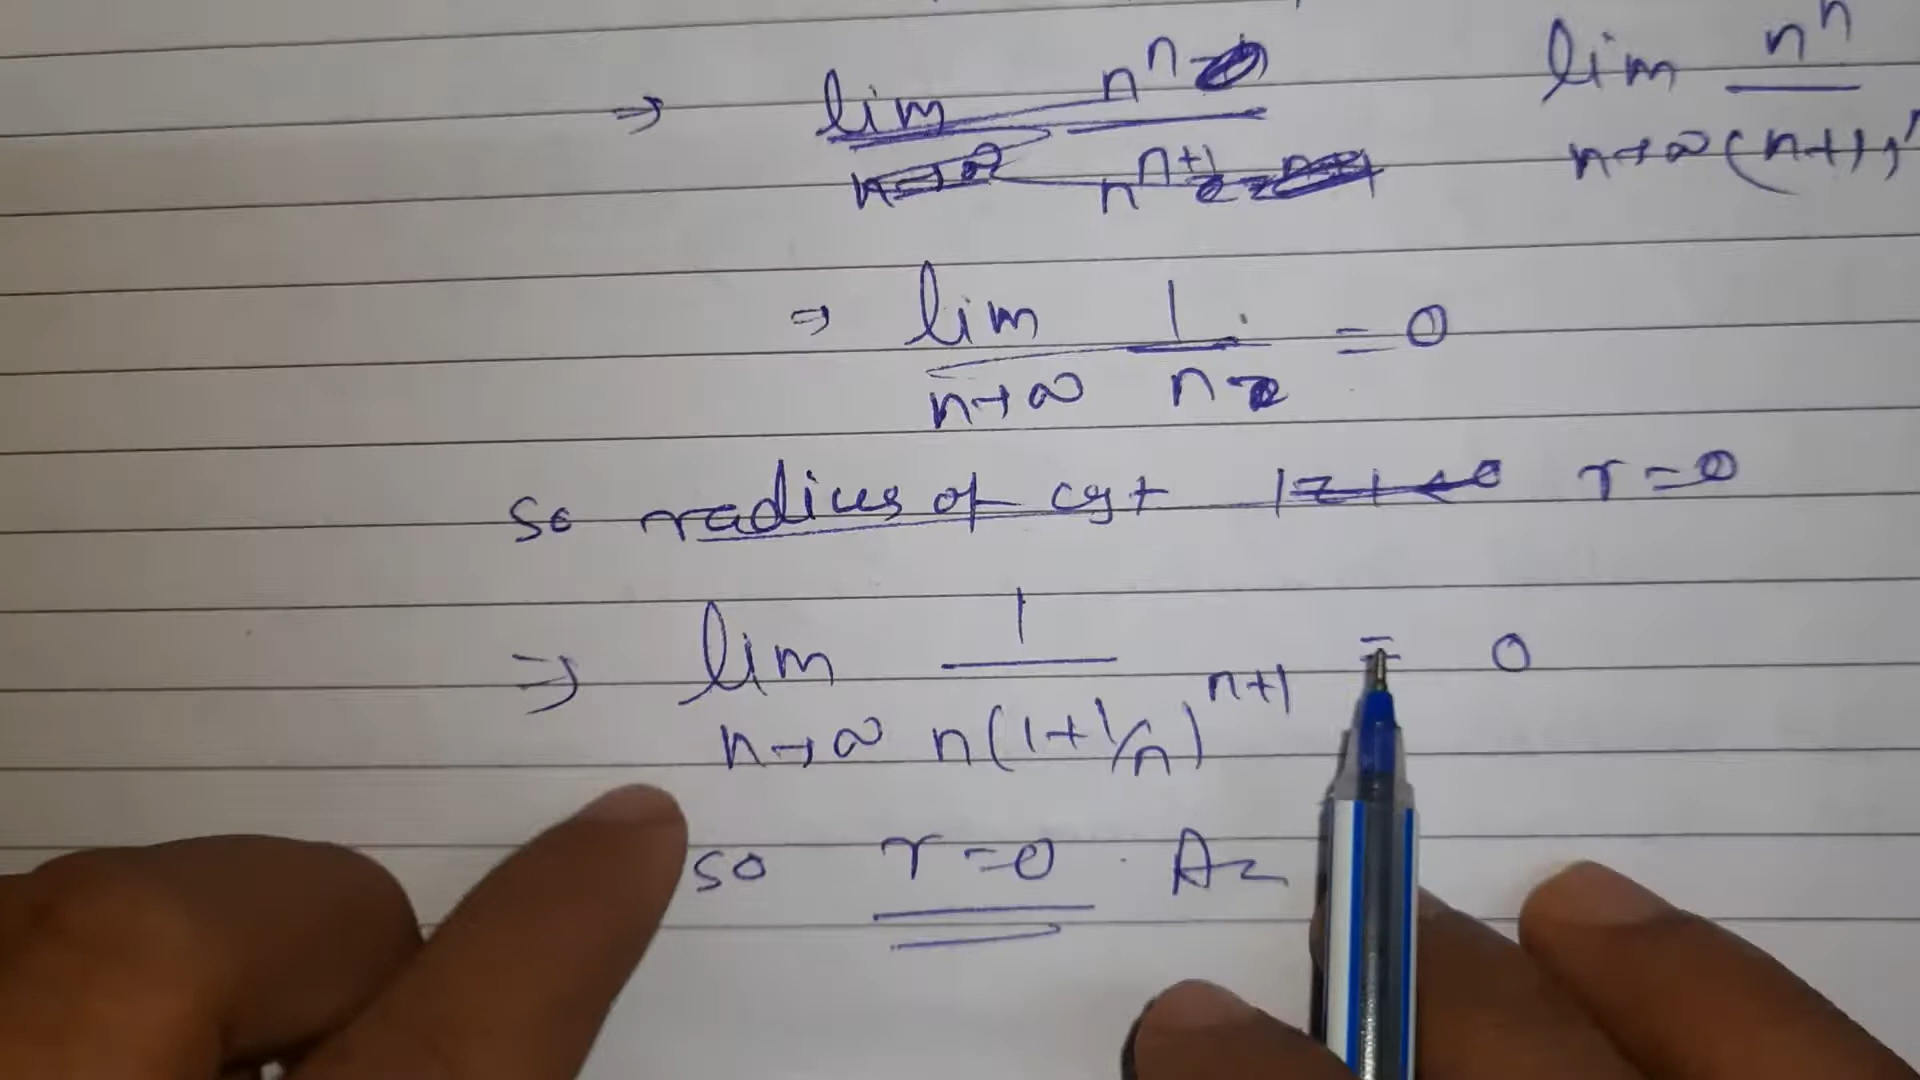 ⇒ lim n→∞ n^n / n^(n+1) lim n→∞ n^n / (n+1)
⇒ lim n→∞ 1/n = 0
so radius of cgt |z| < 0 r = 0
⇒ lim n→∞ 1 / n(1+1/n)^(n+1) = 0
so r = 0